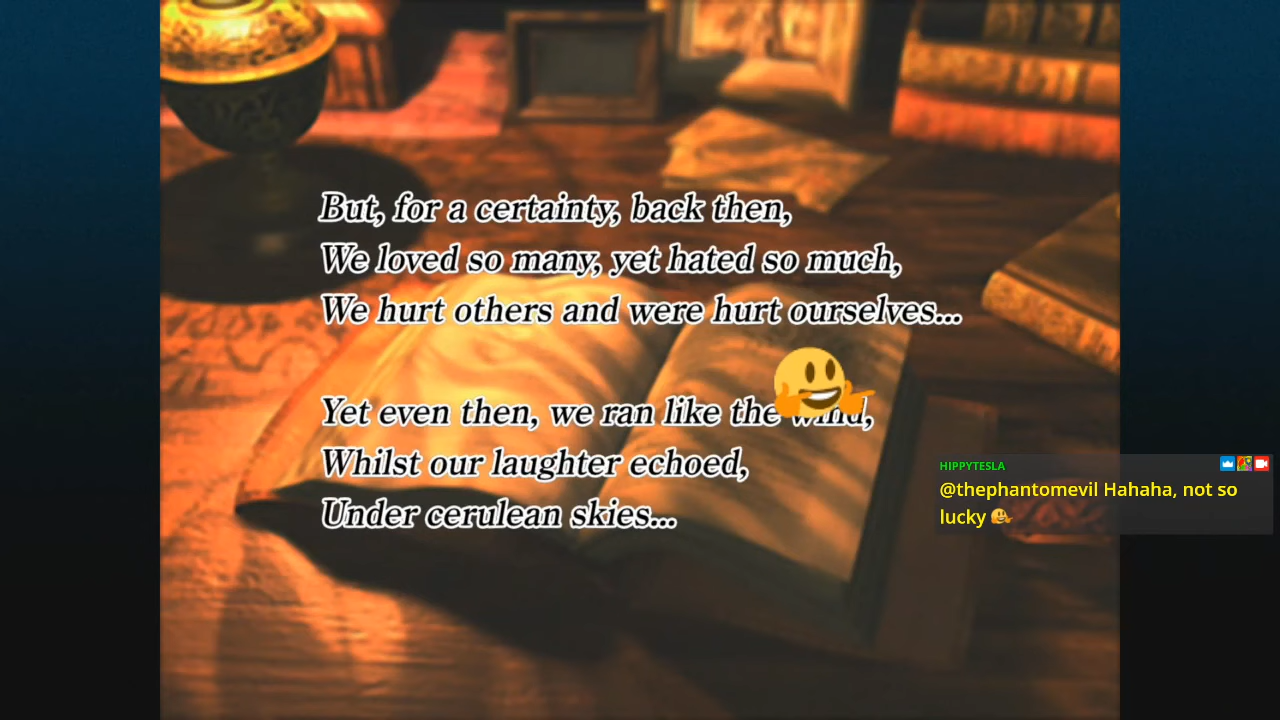 But, for a certainty, back then,
We loved so many, yet hated so much,
We hurt others and were hurt ourselves...
Yet even then, we ran like the wind,
Whilst our laughter echoed,
Under cerulean skies...
HIPPYTESLA
@thephantomevil Hahaha, not so
lucky